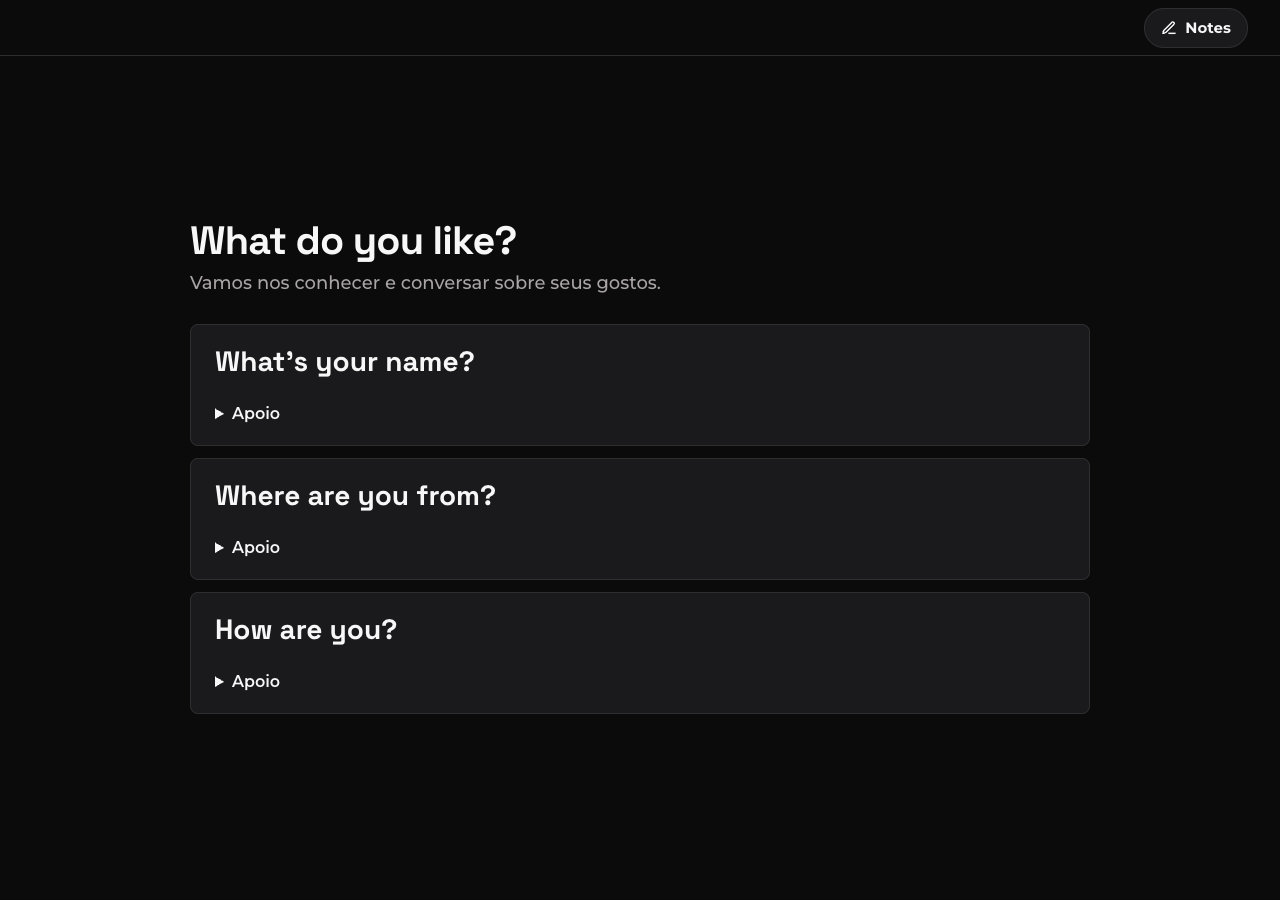 Notes
What do you like?
Vamos nos conhecer e conversar sobre seus gostos.
What's your name?
Apoio
Where are you from?
Apoio
How are you?
Apoio